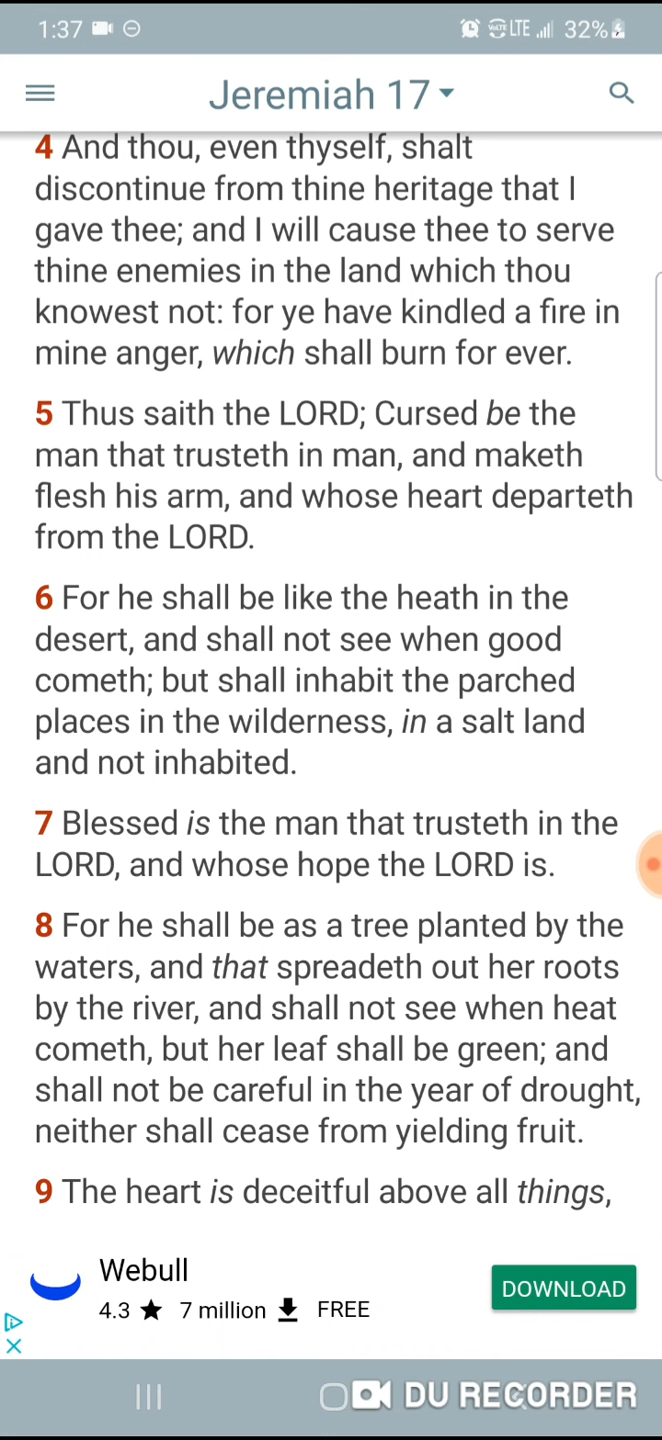 1:37 LTE 32%
Jeremiah 17
4 And thou, even thyself, shalt
discontinue from thine heritage that I
gave thee; and I will cause thee to serve
thine enemies in the land which thou
knowest not: for ye have kindled a fire in
mine anger, which shall burn for ever.
5 Thus saith the LORD; Cursed be the
man that trusteth in man, and maketh
flesh his arm, and whose heart departeth
from the LORD.
6 For he shall be like the heath in the
desert, and shall not see when good
cometh; but shall inhabit the parched
places in the wilderness, in a salt land
and not inhabited.
7 Blessed is the man that trusteth in the
LORD, and whose hope the LORD is.
8 For he shall be as a tree planted by the
waters, and that spreadeth out her roots
by the river, and shall not see when heat
cometh, but her leaf shall be green; and
shall not be careful in the year of drought,
neither shall cease from yielding fruit.
9 The heart is deceitful above all things,
Webull
4.3 ★ 7 million FREE
DOWNLOAD
DU RECORDER